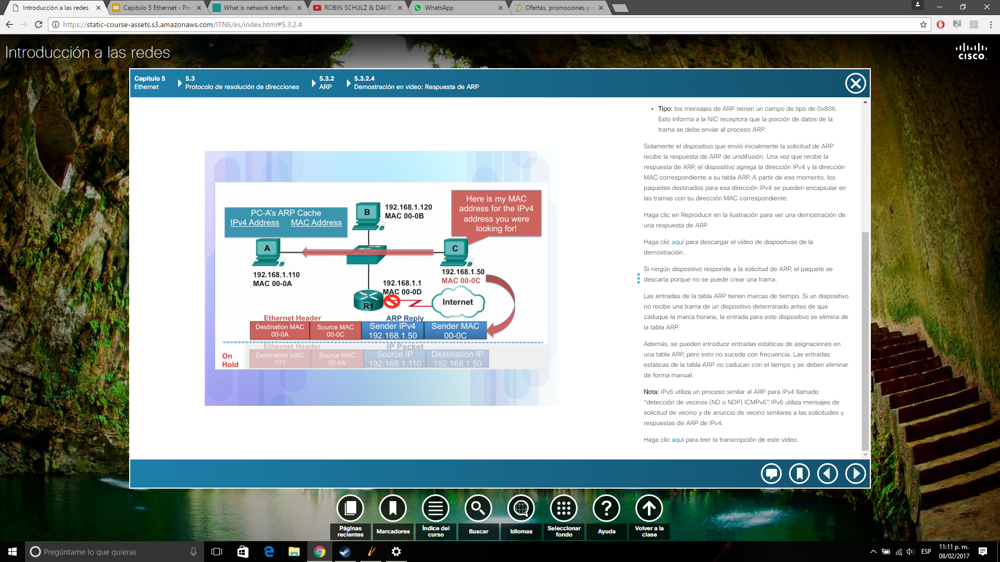 Introducción a las redes
Capitulo 5 Ethernet - Pre
What is network interfac
ROBIN SCHULZ & DAVID
WhatsApp
Ofertas, promociones y
https://static-course-assets.s3.amazonaws.com/ITN6/es/index.html#5.3.2.4
Introducción a las redes
CISCO.
Capítulo 5
Ethernet
5.3
Protocolo de resolución de direcciones
5.3.2
ARP
5.3.2.4
Demostración en vídeo: Respuesta de ARP
PC-A's ARP Cache
IPv4 Address MAC Address
B
192.168.1.120
MAC 00-0B
Here is my MAC
address for the IPv4
address you were
looking for!
A
C
192.168.1.110
MAC 00-0A
192.168.1.50
MAC 00-0C
192.168.1.1
MAC 00-0D
R1
Internet
Ethernet Header
ARP Reply
Destination MAC
00-0A
Source MAC
00-0C
Sender IPv4
192.168.1.50
Sender MAC
00-0C
Ethernet Header
IP Packet
On
Hold
Destination MAC
???
Source MAC
00-0A
Source IP
192.168.1.110
Destination IP
192.168.1.50
• Tipo: los mensajes de ARP tienen un campo de tipo de 0x806.
Esto informa a la NIC receptora que la porción de datos de la
trama se debe enviar al proceso ARP.
Solamente el dispositivo que envió inicialmente la solicitud de ARP
recibe la respuesta de ARP de unidifusión. Una vez que recibe la
respuesta de ARP, el dispositivo agrega la dirección IPv4 y la dirección
MAC correspondiente a su tabla ARP. A partir de ese momento, los
paquetes destinados para esa dirección IPv4 se pueden encapsular en
las tramas con su dirección MAC correspondiente.
Haga clic en Reproducir en la ilustración para ver una demostración de
una respuesta de ARP.
Haga clic aquí para descargar el vídeo de diapositivas de la
demostración.
Si ningún dispositivo responde a la solicitud de ARP, el paquete se
descarta porque no se puede crear una trama.
Las entradas de la tabla ARP tienen marcas de tiempo. Si un dispositivo
no recibe una trama de un dispositivo determinado antes de que
caduque la marca horaria, la entrada para este dispositivo se elimina de
la tabla ARP.
Además, se pueden introducir entradas estáticas de asignaciones en
una tabla ARP, pero esto no sucede con frecuencia. Las entradas
estáticas de la tabla ARP no caducan con el tiempo y se deben eliminar
de forma manual.
Nota: IPv6 utiliza un proceso similar al ARP para IPv4 llamado
“detección de vecinos (ND o NDP) ICMPv6”. IPv6 utiliza mensajes de
solicitud de vecino y de anuncio de vecino similares a las solicitudes y
respuestas de ARP de IPv4.
Haga clic aquí para leer la transcripción de este vídeo.
Páginas
recientes
Marcadores
Índice del
curso
Buscar
Idiomas
Seleccionar
fondo
Ayuda
Volver a la
clase
Pregúntame lo que quieras
ESP
11:11 p. m.
08/02/2017